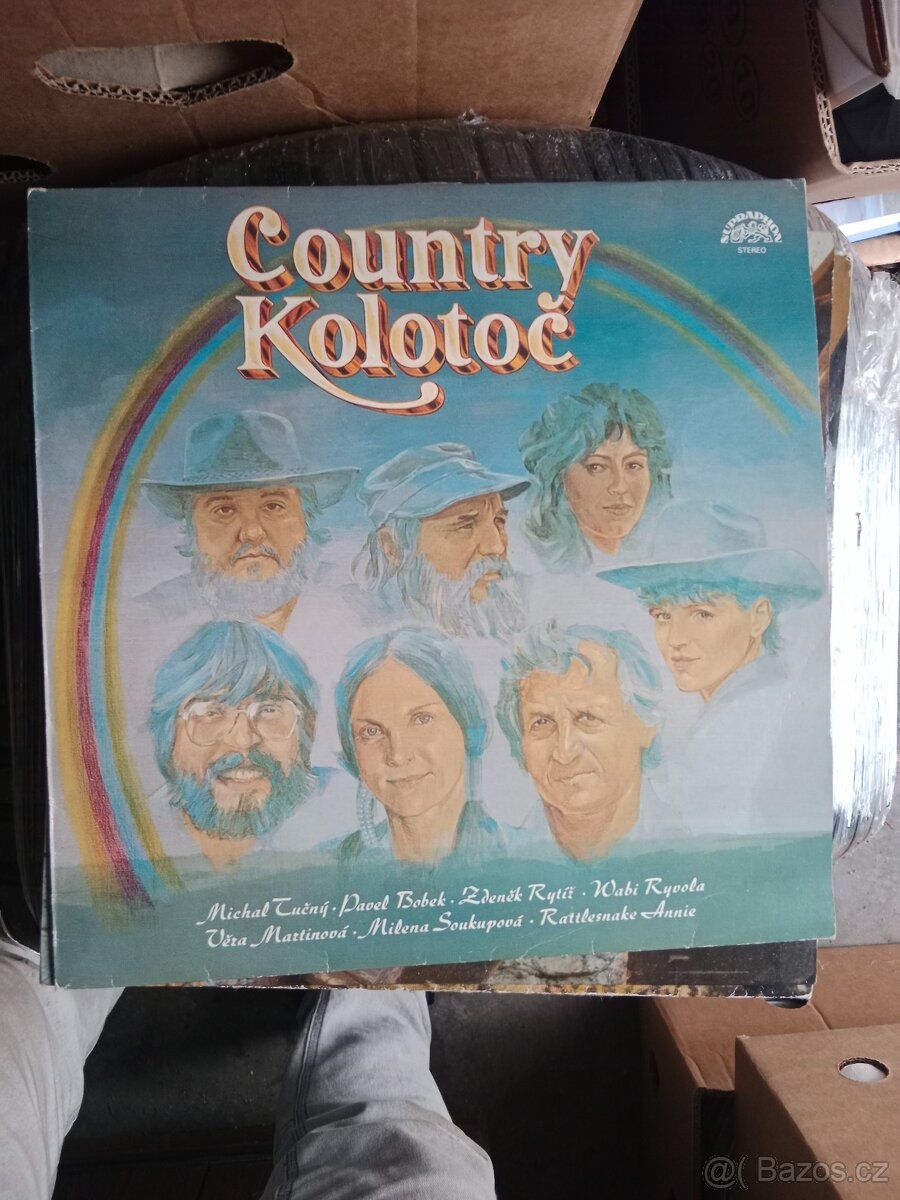 Country
Kolotoč
SUPRAPHON
STEREO
Michal Tučný · Pavel Bobek · Zdeněk Rytíř · Wabi Ryvola
Věra Martinová · Milena Soukupová · Rattlesnake Annie
@( Bazos.cz